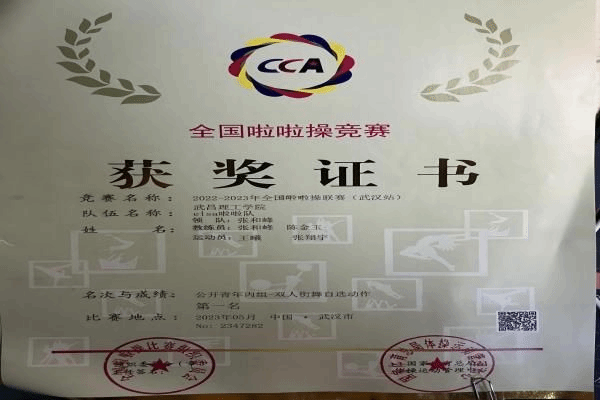 CCA
全国啦啦操竞赛
获奖证书
竞赛名称： 2022-2023年全国啦啦操联赛（武汉站）
武昌理工学院
队伍名称： elsa啦啦队
领 队：张和峰
姓 名： 教练员：张和峰 陈金玉
运动员：王曦 张翔宇
名次与成绩： 公开青年丙组-双人街舞自选动作
第一名
比赛地点： 2023年05月 中国·武汉市
No: 2347282